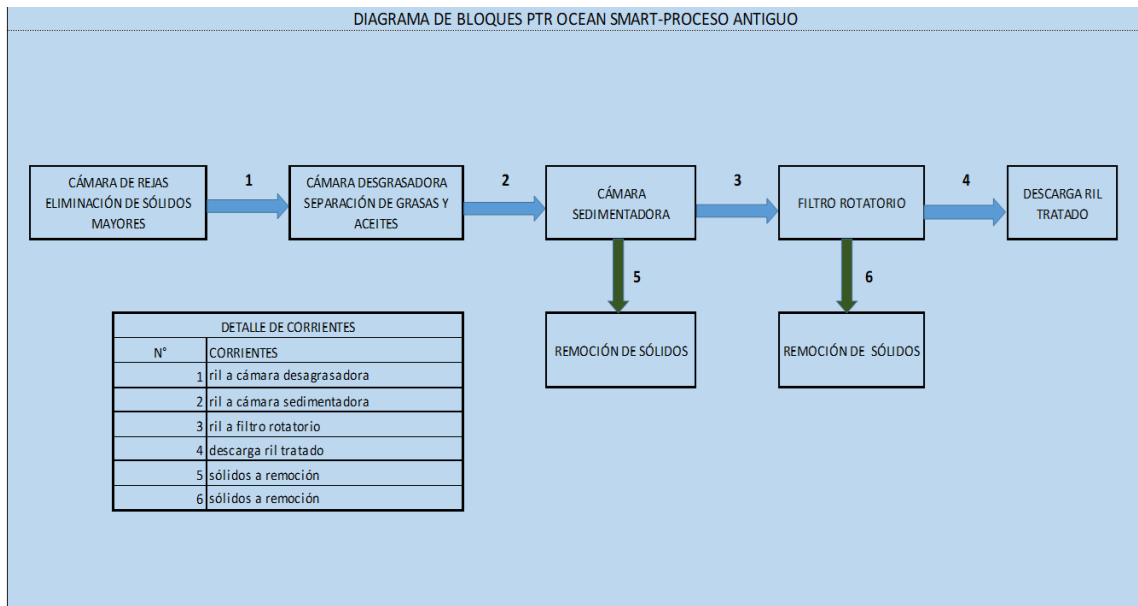 DIAGRAMA DE BLOQUES PTR OCEAN SMART-PROCESO ANTIGUO
CÁMARA DE REJAS
ELIMINACIÓN DE SÓLIDOS
MAYORES
1
CÁMARA DESGRASADORA
SEPARACIÓN DE GRASAS Y
ACEITES
2
CÁMARA
SEDIMENTADORA
3
FILTRO ROTATORIO
4
DESCARGA RIL
TRATADO
5
6
REMOCIÓN DE SÓLIDOS
REMOCIÓN DE SÓLIDOS
DETALLE DE CORRIENTES
N° CORRIENTES
1 ril a cámara desagrasadora
2 ril a cámara sedimentadora
3 ril a filtro rotatorio
4 descarga ril tratado
5 sólidos a remoción
6 sólidos a remoción